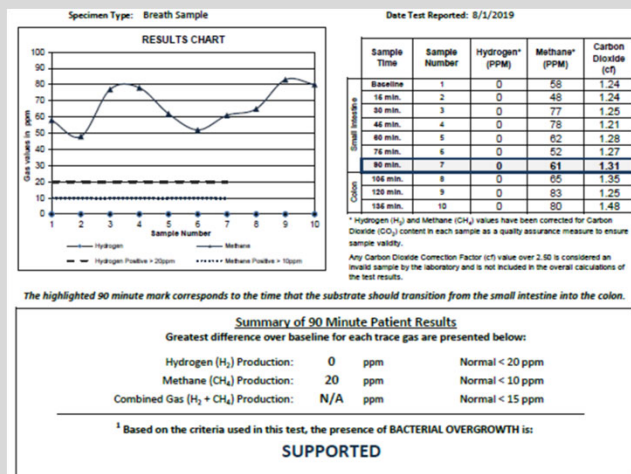 Specimen Type: Breath Sample Date Test Reported: 8/1/2019
RESULTS CHART
Gas values in ppm
100
90
80
70
60
50
40
30
20
10
0
1 2 3 4 5 6 7 8 9 10
Sample Number
Hydrogen Methane
Hydrogen Positive > 20ppm Methane Positive > 10ppm
Sample Time Sample Number Hydrogen* (PPM) Methane* (PPM) Carbon Dioxide (cf)
Small Intestine
Baseline 1 0 58 1.24
15 min. 2 0 48 1.24
30 min. 3 0 77 1.25
45 min. 4 0 78 1.21
60 min. 5 0 62 1.28
75 min. 6 0 52 1.27
90 min. 7 0 61 1.31
Colon
105 min. 8 0 65 1.35
120 min. 9 0 83 1.25
135 min. 10 0 80 1.48
* Hydrogen (H₂) and Methane (CH₄) values have been corrected for Carbon
Dioxide (CO₂) content in each sample as a quality assurance measure to ensure
sample validity.
Any Carbon Dioxide Correction Factor (cf) value over 2.50 is considered an
invalid sample by the laboratory and is not included in the overall calculations of
the test results.
The highlighted 90 minute mark corresponds to the time that the substrate should transition from the small intestine into the colon.
Summary of 90 Minute Patient Results
Greatest difference over baseline for each trace gas are presented below:
Hydrogen (H₂) Production: 0 ppm Normal < 20 ppm
Methane (CH₄) Production: 20 ppm Normal < 10 ppm
Combined Gas (H₂ + CH₄) Production: N/A ppm Normal < 15 ppm
¹ Based on the criteria used in this test, the presence of BACTERIAL OVERGROWTH is:
SUPPORTED